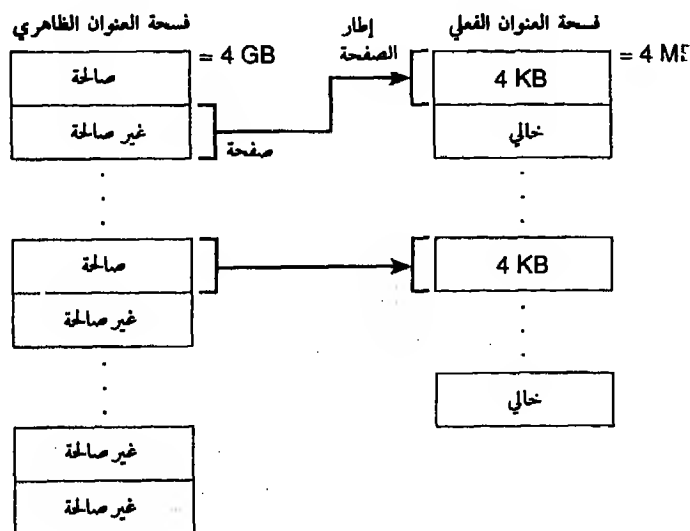 فسحة العنوان الظاهري
إطار الصفحة
فسحة العنوان الفعلي
= 4 GB
= 4 M
صالحة
4 KB
غير صالحة
صفحة
خالي
صالحة
4 KB
غير صالحة
خالي
غير صالحة
غير صالحة